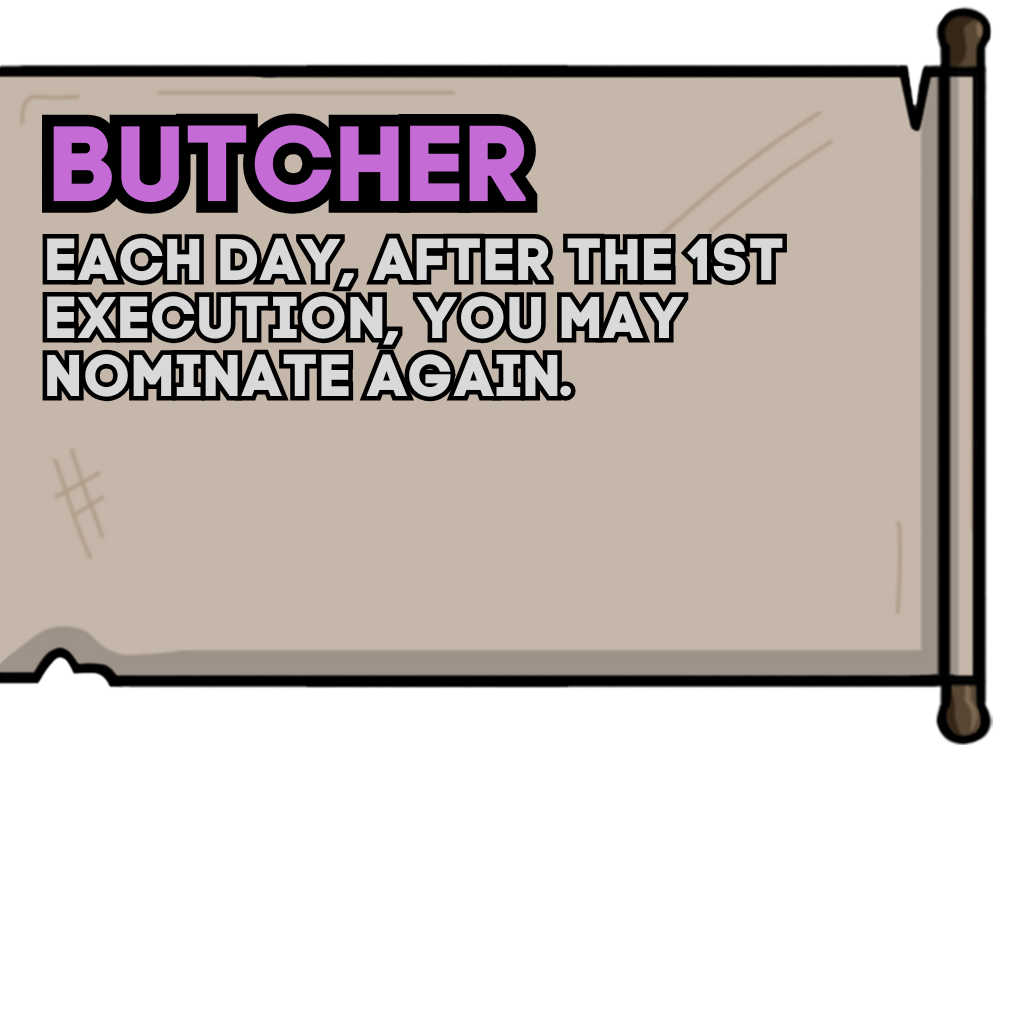 BUTCHER
EACH DAY, AFTER THE 1ST
EXECUTION, YOU MAY
NOMINATE AGAIN.